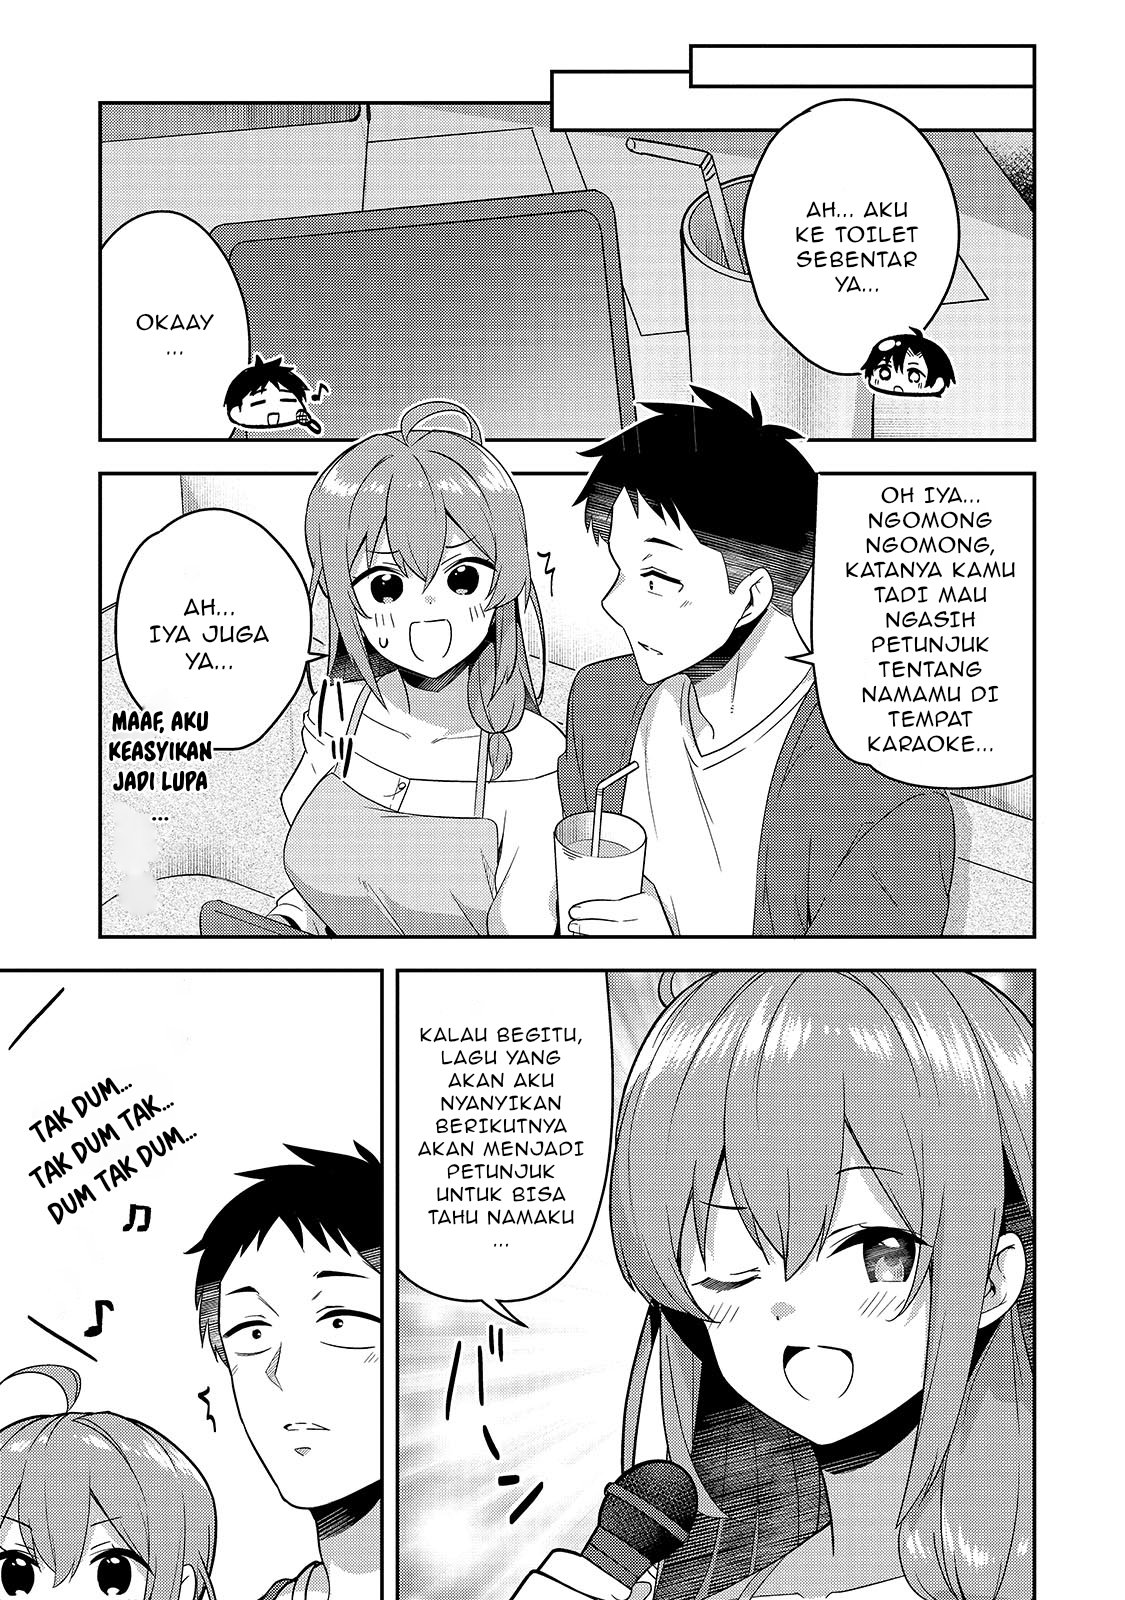 AH... AKU
KE TOILET
SEBENTAR
YA...
OKAAY
...
OH IYA...
NGOMONG
NGOMONG,
KATANYA KAMU
TADI MAU
NGASIH
PETUNJUK
TENTANG
NAMAMU DI
TEMPAT
KARAOKE...
AH...
IYA JUGA
YA...
MAAF, AKU
KEASYIKAN
JADI LUPA
...
KALAU BEGITU,
LAGU YANG
AKAN AKU
NYANYIKAN
BERIKUTNYA
AKAN MENJADI
PETUNJUK
UNTUK BISA
TAHU NAMAKU
...
TAK DUM...
TAK DUM TAK...
DUM TAK DUM...